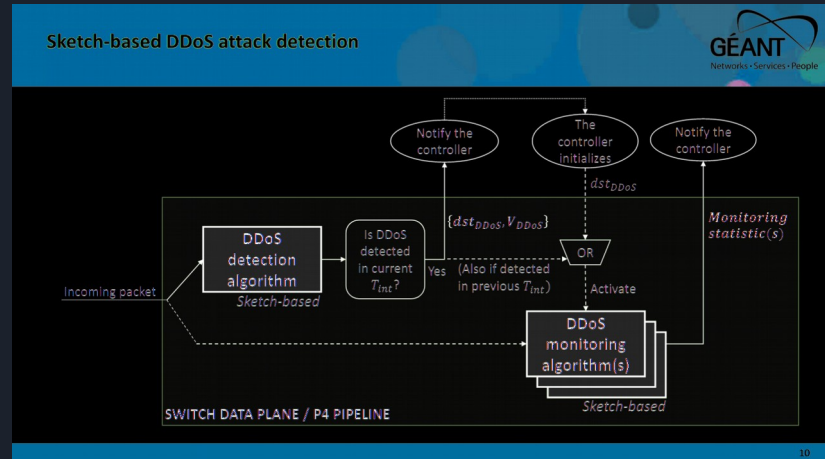 Sketch-based DDoS attack detection
GÉANT
Networks • Services • People
Notify the
controller
The
controller
initializes
Notify the
controller
dst_DDoS
{dst_DDoS, V_DDoS}
Monitoring
statistic(s)
DDoS
detection
algorithm
Sketch-based
Is DDoS
detected
in current
T_int?
Yes
(Also if detected
in previous T_int)
OR
Activate
Incoming packet
DDoS
monitoring
algorithm(s)
Sketch-based
SWITCH DATA PLANE / P4 PIPELINE
10